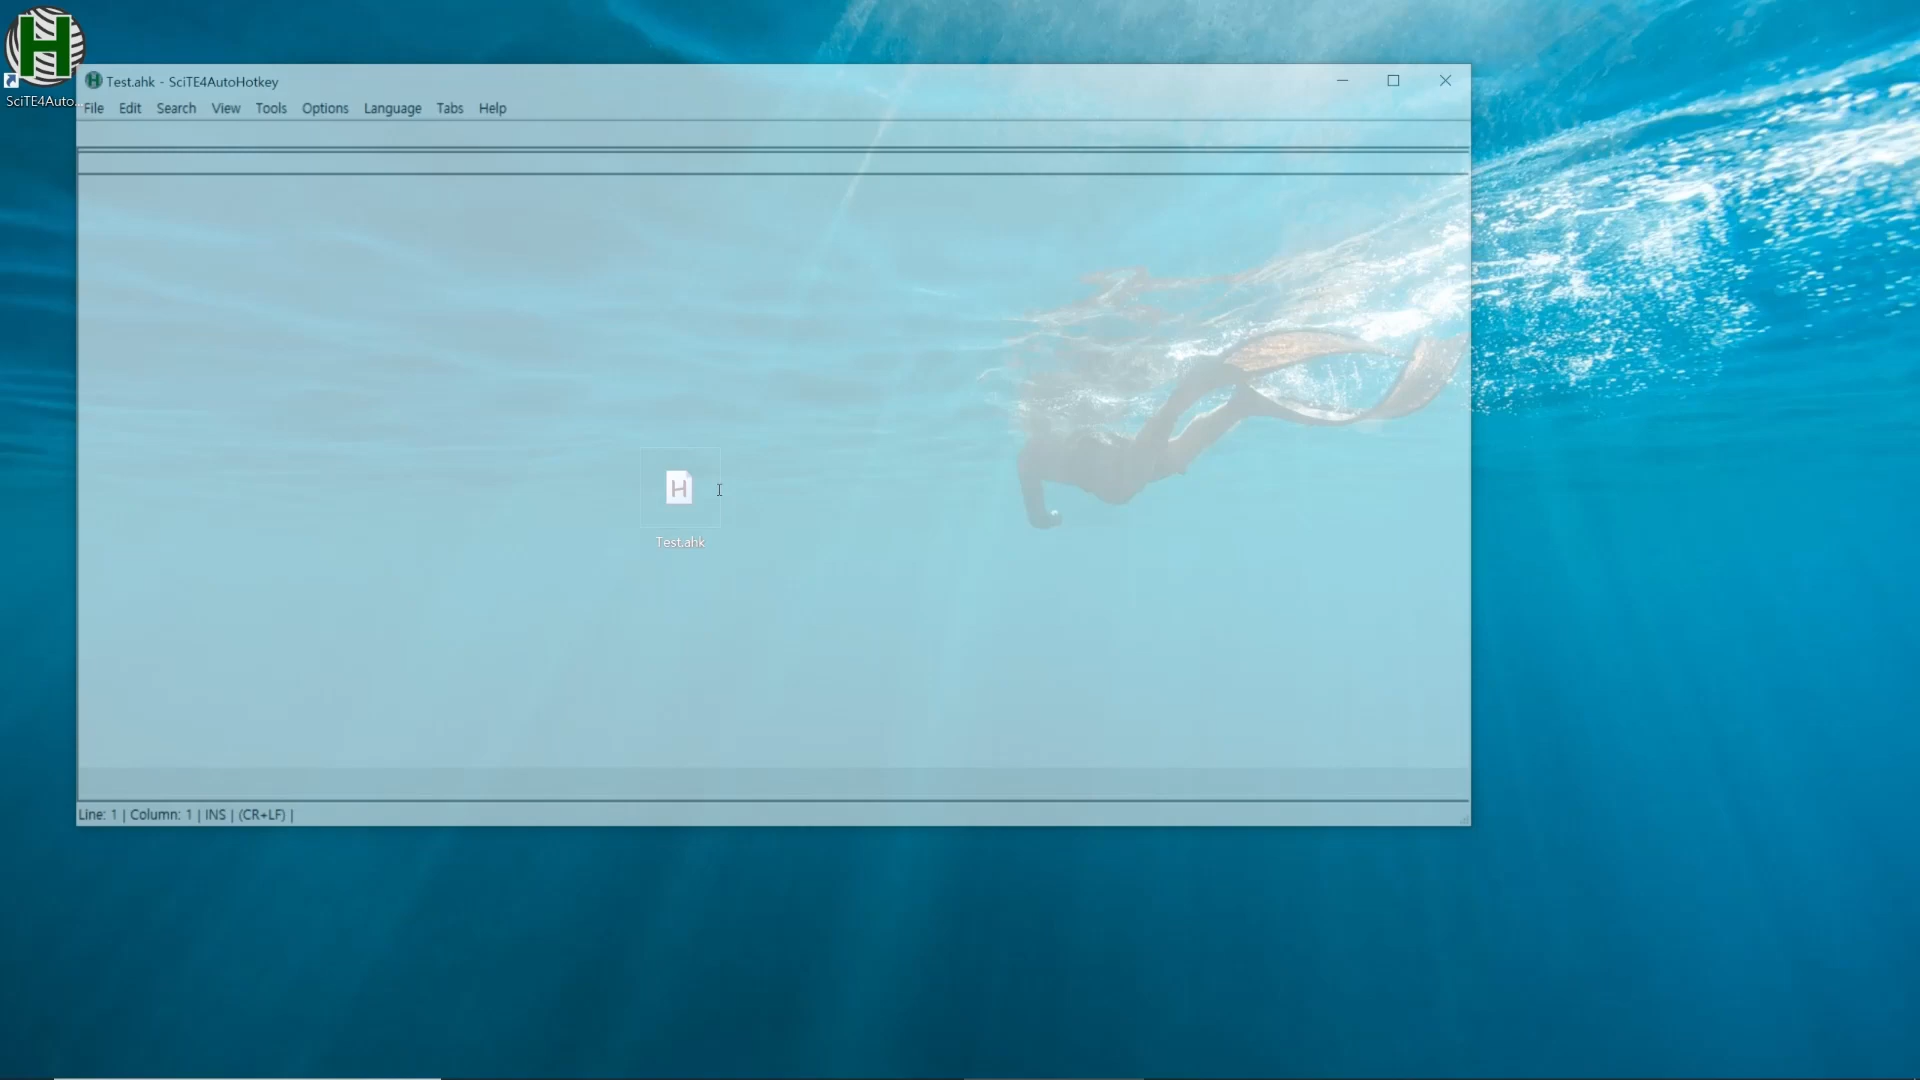 H
SciTE4Auto...
H Test.ahk - SciTE4AutoHotkey
File Edit Search View Tools Options Language Tabs Help
H
Test.ahk
Line: 1 | Column: 1 | INS | (CR+LF) |